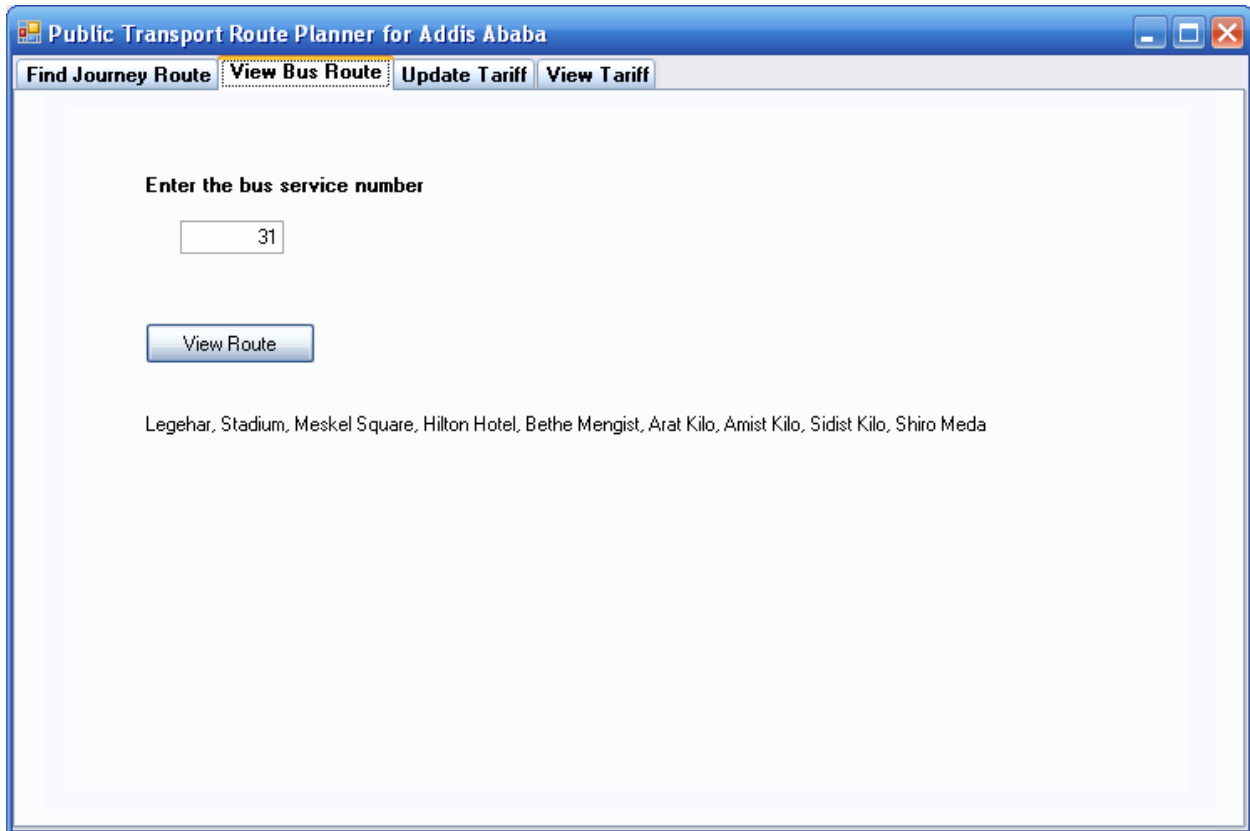 Public Transport Route Planner for Addis Ababa
Find Journey Route View Bus Route Update Tariff View Tariff
Enter the bus service number
31
View Route
Legehar, Stadium, Meskel Square, Hilton Hotel, Bethe Mengist, Arat Kilo, Amist Kilo, Sidist Kilo, Shiro Meda